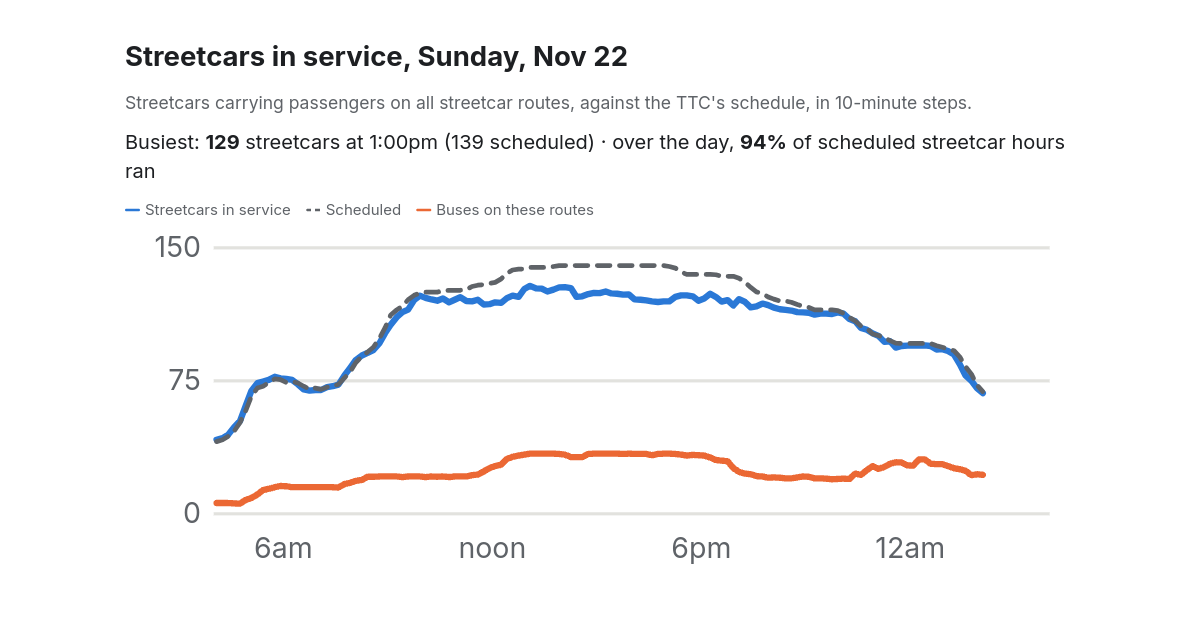 Streetcars in service, Sunday, Nov 22
Streetcars carrying passengers on all streetcar routes, against the TTC's schedule, in 10-minute steps.
Busiest: 129 streetcars at 1:00pm (139 scheduled) · over the day, 94% of scheduled streetcar hours
ran
Streetcars in service Scheduled Buses on these routes
150
75
0
6am noon 6pm 12am